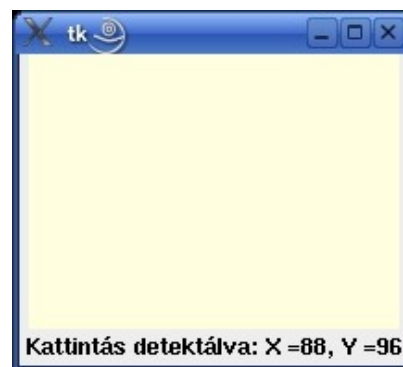 tk
Kattintás detektálva: X =88, Y =96